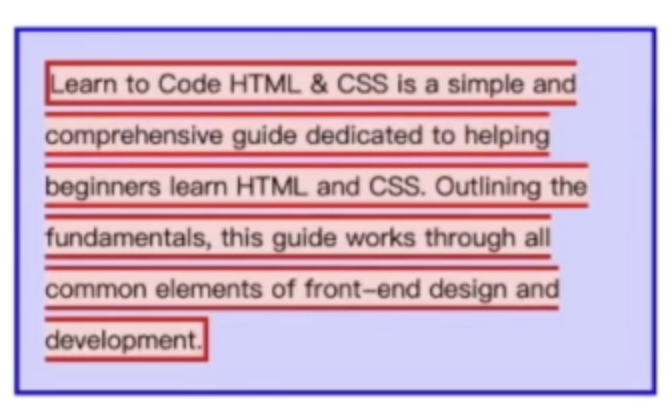 Learn to Code HTML & CSS is a simple and
comprehensive guide dedicated to helping
beginners learn HTML and CSS. Outlining the
fundamentals, this guide works through all
common elements of front-end design and
development.